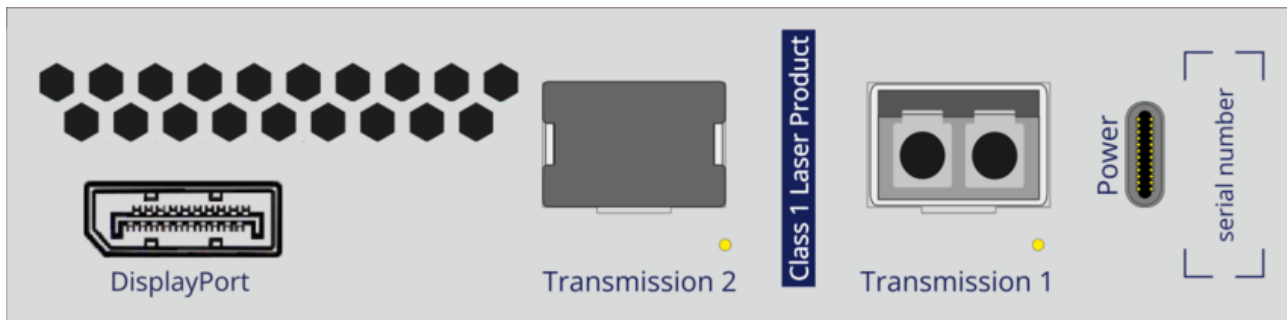 DisplayPort
Transmission 2
Class 1 Laser Product
Transmission 1
Power
serial number